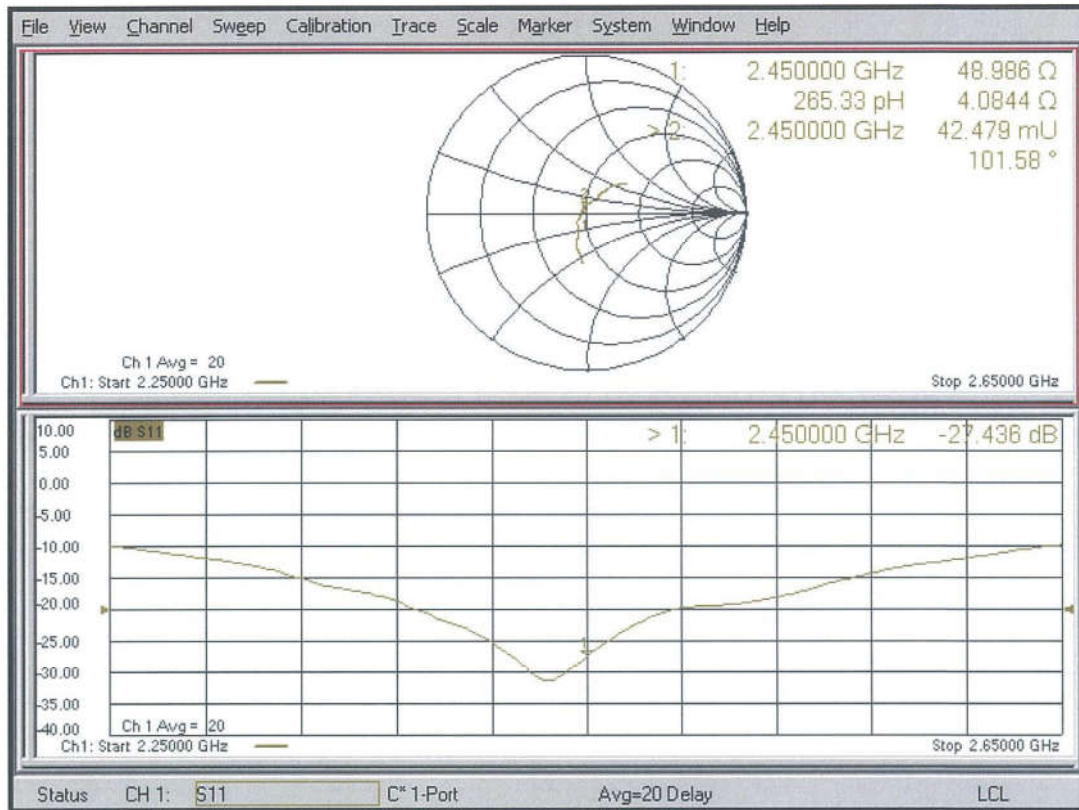 File View Channel Sweep Calibration Trace Scale Marker System Window Help
1: 2.450000 GHz 48.986 Ω
265.33 pH 4.0844 Ω
> 2: 2.450000 GHz 42.479 mU
101.58 °
2
Ch 1 Avg = 20
Ch1: Start 2.25000 GHz Stop 2.65000 GHz
10.00 dB S11 > 1: 2.450000 GHz -27.436 dB
5.00
0.00
-5.00
-10.00
-15.00
-20.00
-25.00
1
-30.00
-35.00
-40.00 Ch 1 Avg = 20
Ch1: Start 2.25000 GHz Stop 2.65000 GHz
Status CH 1: S11 C* 1-Port Avg=20 Delay LCL